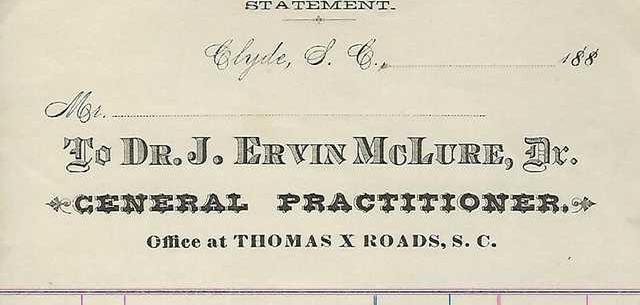 STATEMENT.
Clyde, S. C., 188
Mr.
To DR. J. ERVIN MCLURE, Dr.
GENERAL PRACTITIONER.
Office at THOMAS X ROADS, S. C.